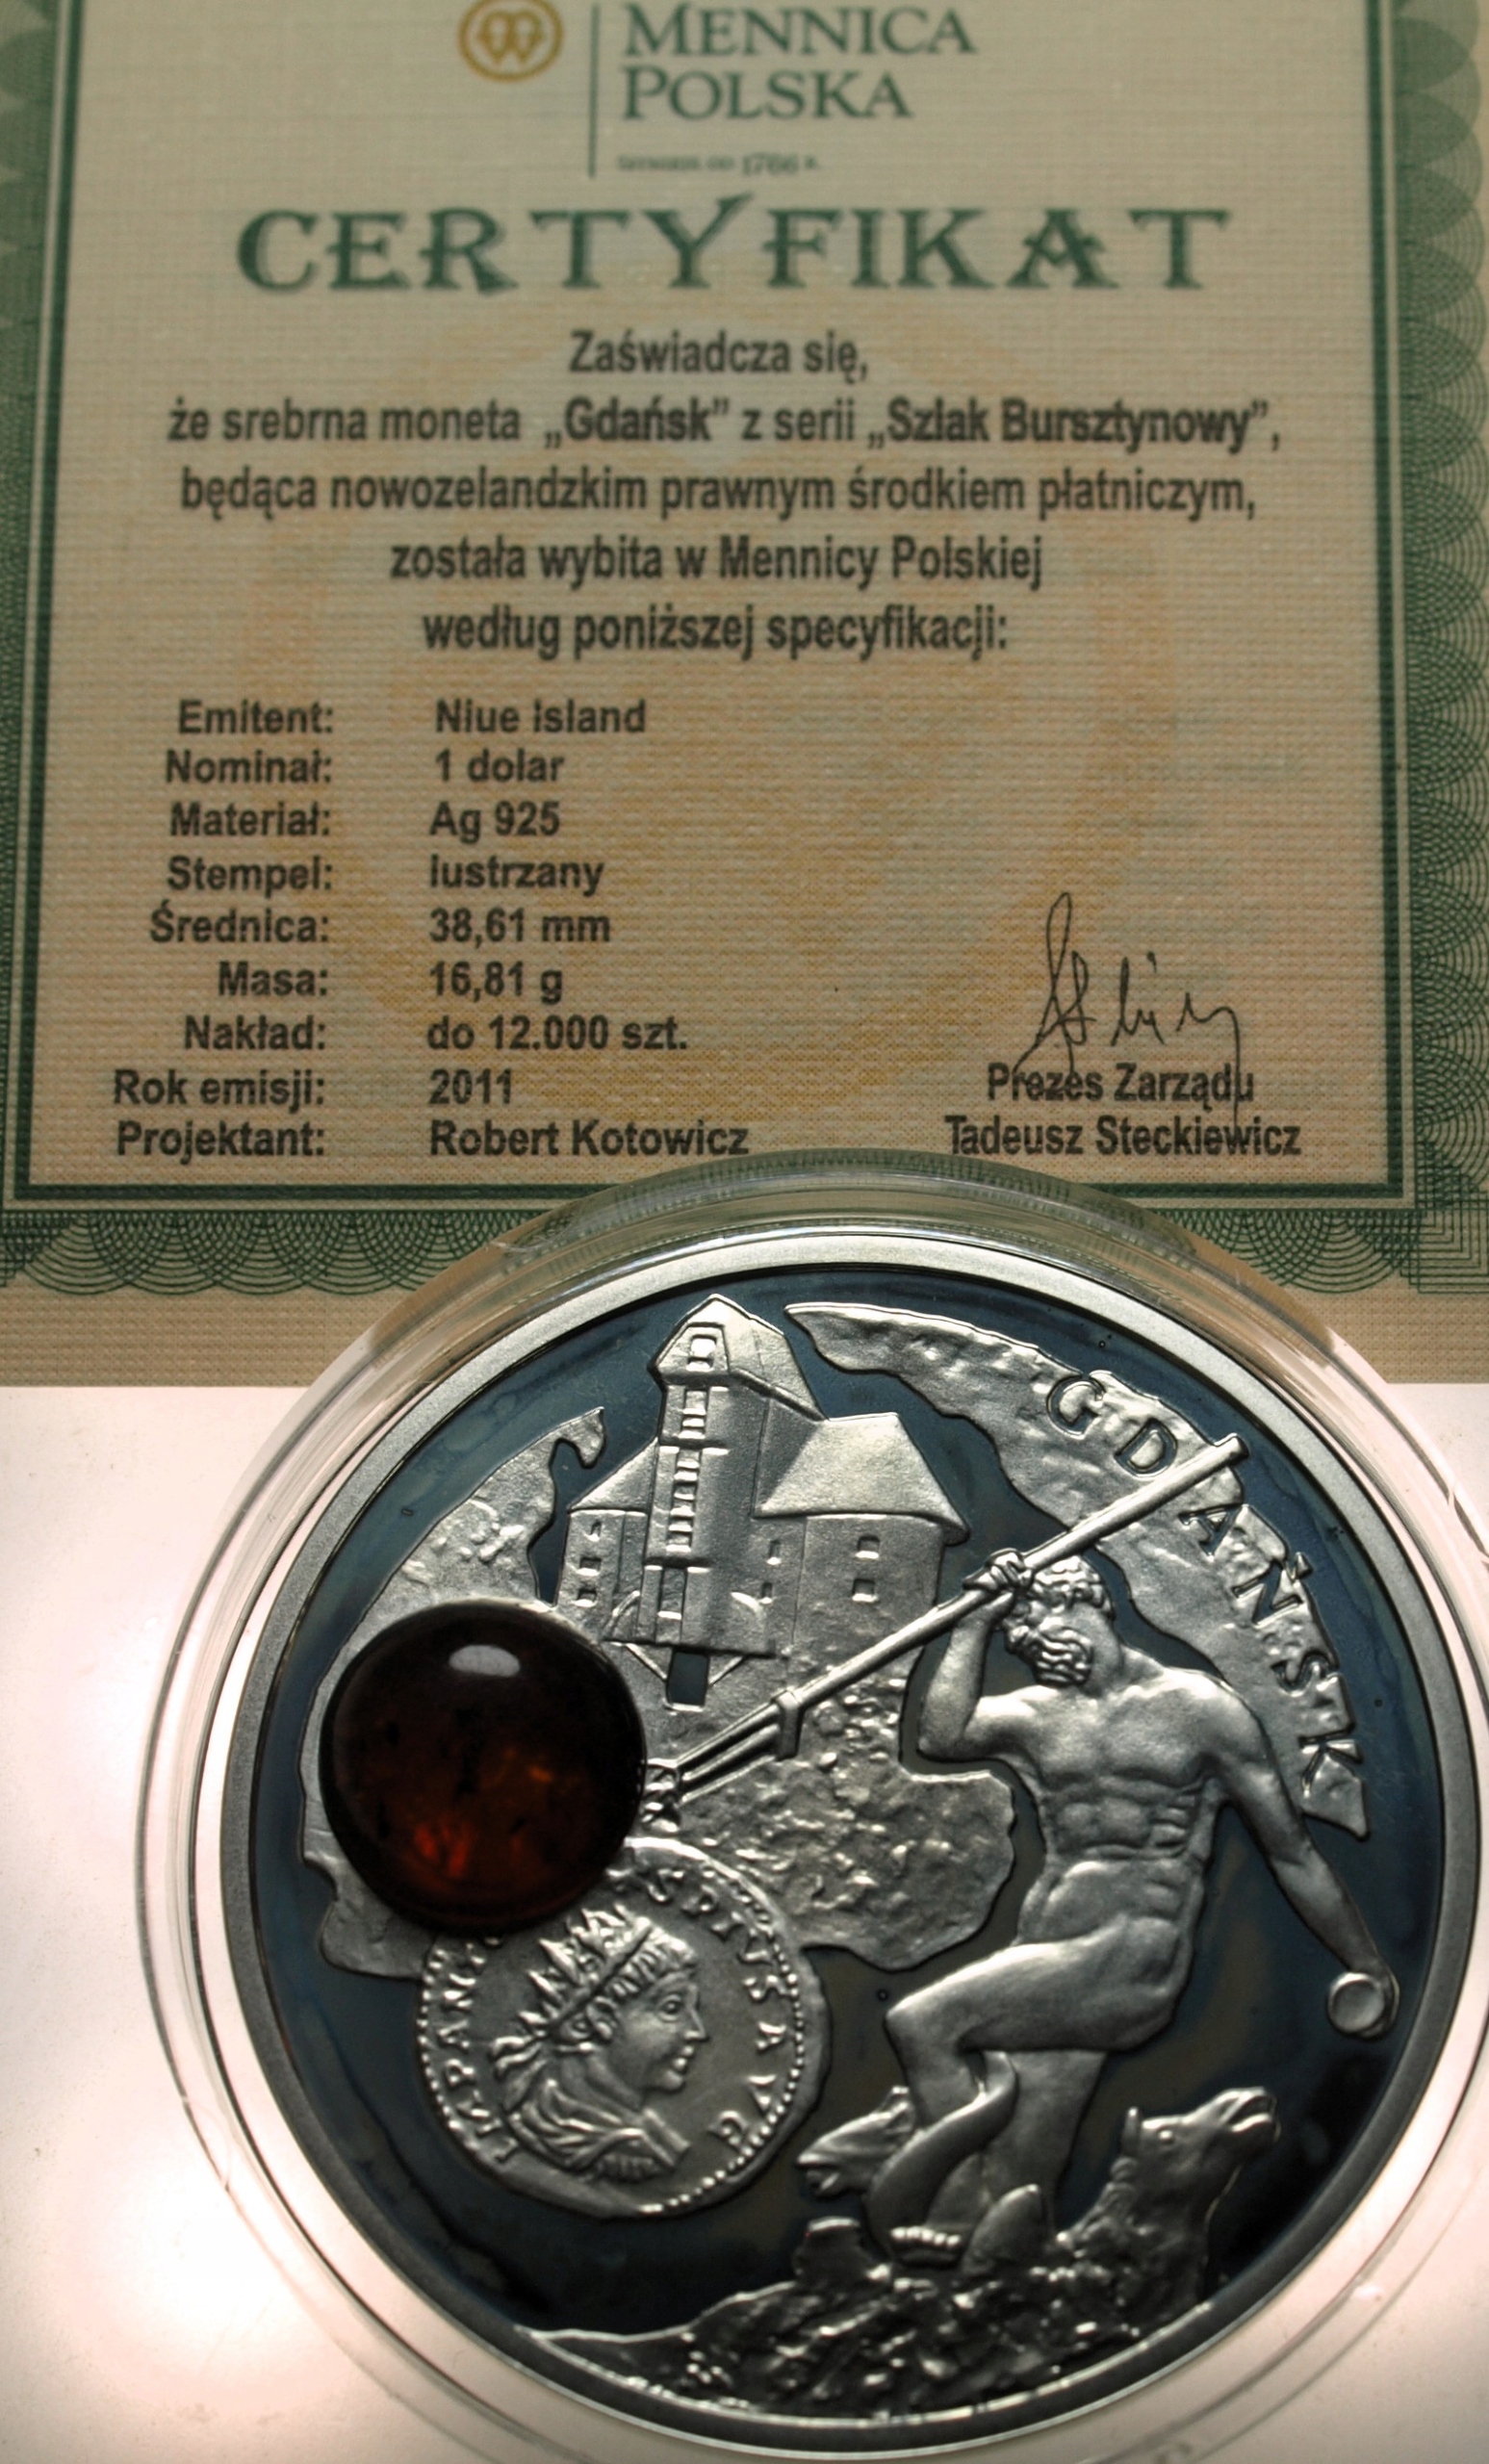 MENNICA
POLSKA
1766 R.
CERTYFIKAT
Zaświadcza się,
że srebrna moneta „Gdańsk” z serii „Szlak Bursztynowy”,
będąca nowozelandzkim prawnym środkiem płatniczym,
została wybita w Mennicy Polskiej
według poniższej specyfikacji:
Emitent: Niue Island
Nominał: 1 dolar
Materiał: Ag 925
Stempel: lustrzany
Średnica: 38,61 mm
Masa: 16,81 g
Nakład: do 12.000 szt.
Rok emisji: 2011
Projektant: Robert Kotowicz
Prezes Zarządu
Tadeusz Steckiewicz
GDAŃSK
PIVS AVG